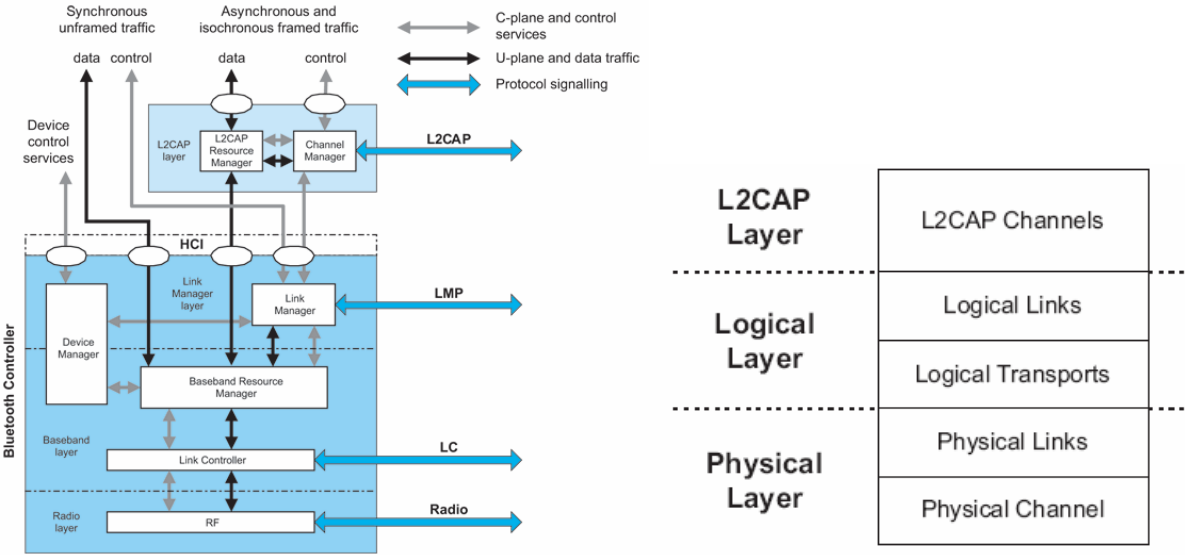 Synchronous
unframed traffic
Asynchronous and
isochronous framed traffic
data
control
data
control
C-plane and control
services
U-plane and data traffic
Protocol signalling
Device
control
services
L2CAP
layer
L2CAP
Resource
Manager
Channel
Manager
L2CAP
HCI
Link
Manager
layer
Link
Manager
LMP
Device
Manager
Baseband Resource
Manager
Bluetooth Controller
Baseband
layer
Link Controller
LC
Radio
layer
RF
Radio
L2CAP
Layer
L2CAP Channels
Logical
Layer
Logical Links
Logical Transports
Physical
Layer
Physical Links
Physical Channel